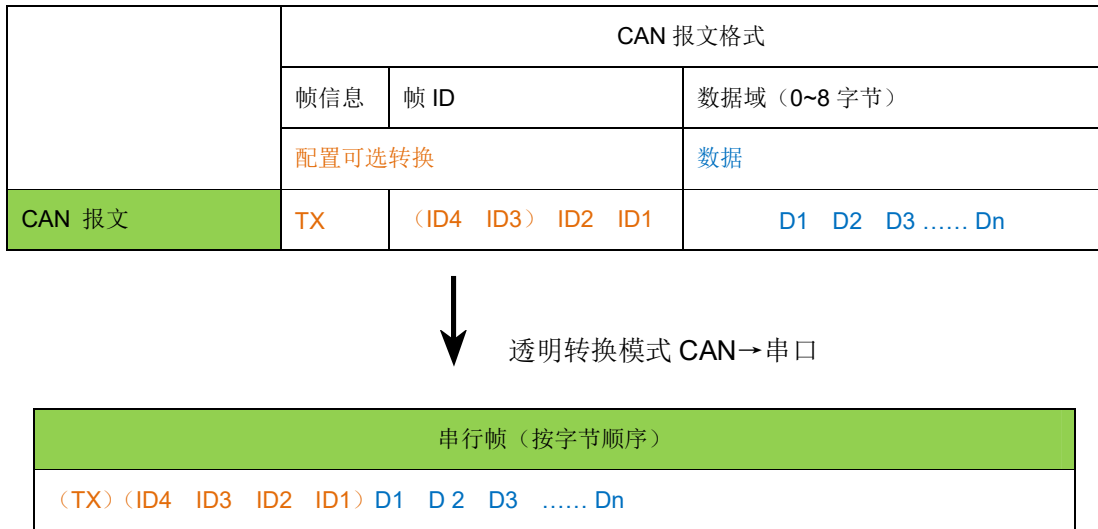 CAN 报文格式
帧信息 帧 ID 数据域（0~8 字节）
配置可选转换 数据
CAN 报文 TX （ID4 ID3） ID2 ID1 D1 D2 D3 …… Dn
透明转换模式 CAN→串口
串行帧（按字节顺序）
（TX）（ID4 ID3 ID2 ID1）D1 D 2 D3 …… Dn